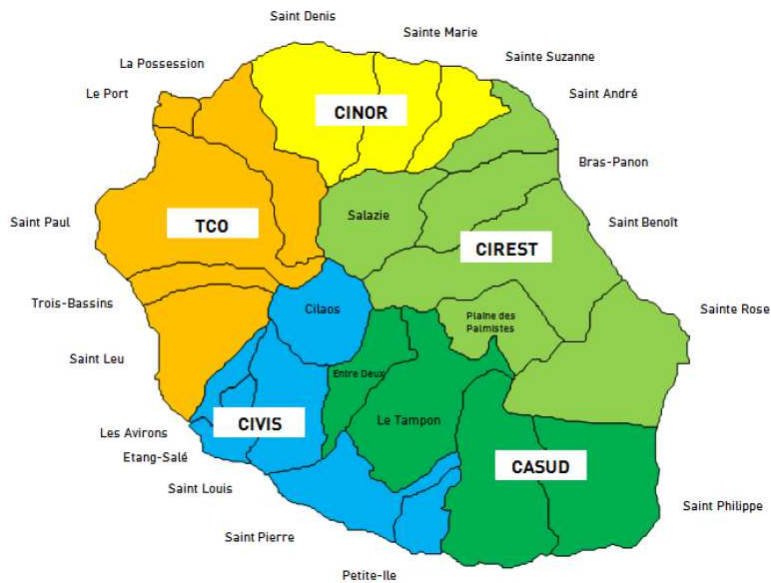 Saint Denis
Sainte Marie
Sainte Suzanne
La Possession
Le Port
Saint André
CINOR
Bras-Panon
Salazie
Saint Paul
TCO
Saint Benoît
CIREST
Trois-Bassins
Cilaos
Plaine des
Palmistes
Sainte Rose
Saint Leu
Entre Deux
Le Tampon
Les Avirons
CIVIS
Etang-Salé
CASUD
Saint Louis
Saint Philippe
Saint Pierre
Petite-Ile